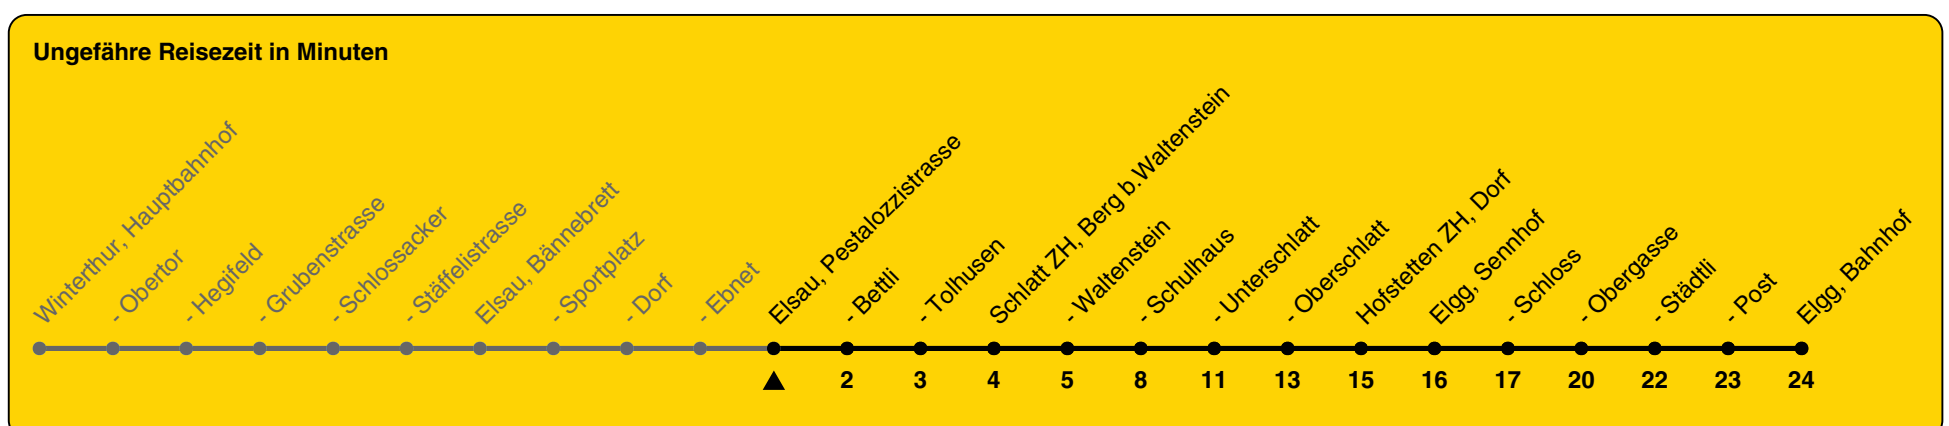 Ungefähre Reisezeit in Minuten
Winterthur, Hauptbahnhof
- Obertor
- Hegifeld
- Grubenstrasse
- Schlossacker
- Stäffelistrasse
Elsau, Bännebrett
- Sportplatz
- Dorf
- Ebnet
Elsau, Pestalozzistrasse
- Bettli
- Tolhusen
Schlatt ZH, Berg b.Waltenstein
- Waltenstein
- Schulhaus
- Unterschlatt
- Oberschlatt
Hofstetten ZH, Dorf
Elgg, Sennhof
- Schloss
- Obergasse
- Städtli
- Post
Elgg, Bahnhof
2 3 4 5 8 11 13 15 16 17 20 22 23 24